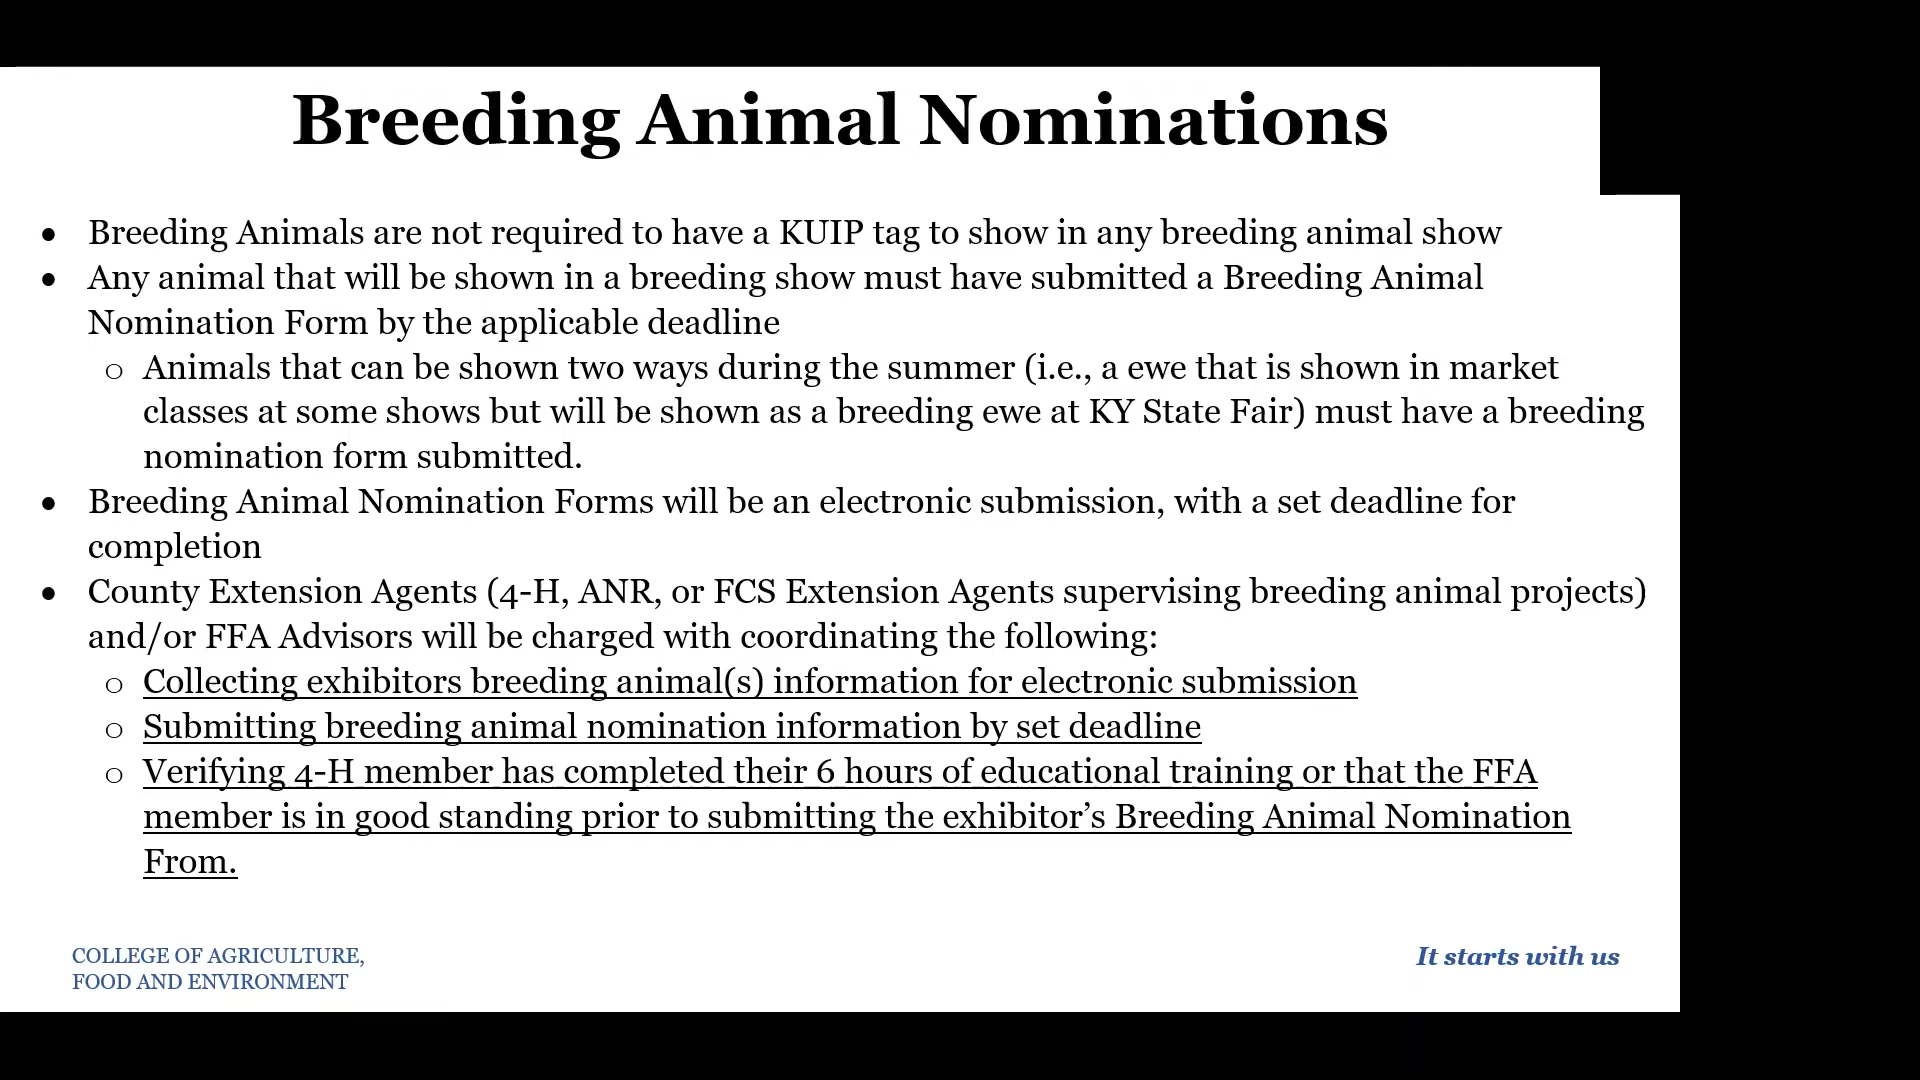 Breeding Animal Nominations
• Breeding Animals are not required to have a KUIP tag to show in any breeding animal show
• Any animal that will be shown in a breeding show must have submitted a Breeding Animal
Nomination Form by the applicable deadline
o Animals that can be shown two ways during the summer (i.e., a ewe that is shown in market
classes at some shows but will be shown as a breeding ewe at KY State Fair) must have a breeding
nomination form submitted.
• Breeding Animal Nomination Forms will be an electronic submission, with a set deadline for
completion
• County Extension Agents (4-H, ANR, or FCS Extension Agents supervising breeding animal projects)
and/or FFA Advisors will be charged with coordinating the following:
o Collecting exhibitors breeding animal(s) information for electronic submission
o Submitting breeding animal nomination information by set deadline
o Verifying 4-H member has completed their 6 hours of educational training or that the FFA
member is in good standing prior to submitting the exhibitor’s Breeding Animal Nomination
From.
COLLEGE OF AGRICULTURE,
FOOD AND ENVIRONMENT
It starts with us